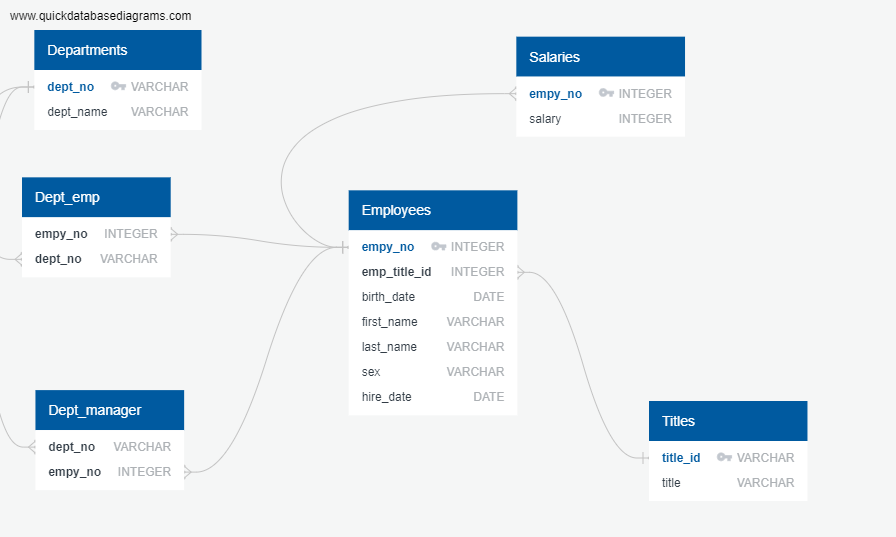 www.quickdatabasediagrams.com
Departments
dept_no VARCHAR
dept_name VARCHAR
Salaries
empy_no INTEGER
salary INTEGER
Dept_emp
empy_no INTEGER
dept_no VARCHAR
Employees
empy_no INTEGER
emp_title_id INTEGER
birth_date DATE
first_name VARCHAR
last_name VARCHAR
sex VARCHAR
hire_date DATE
Dept_manager
dept_no VARCHAR
empy_no INTEGER
Titles
title_id VARCHAR
title VARCHAR